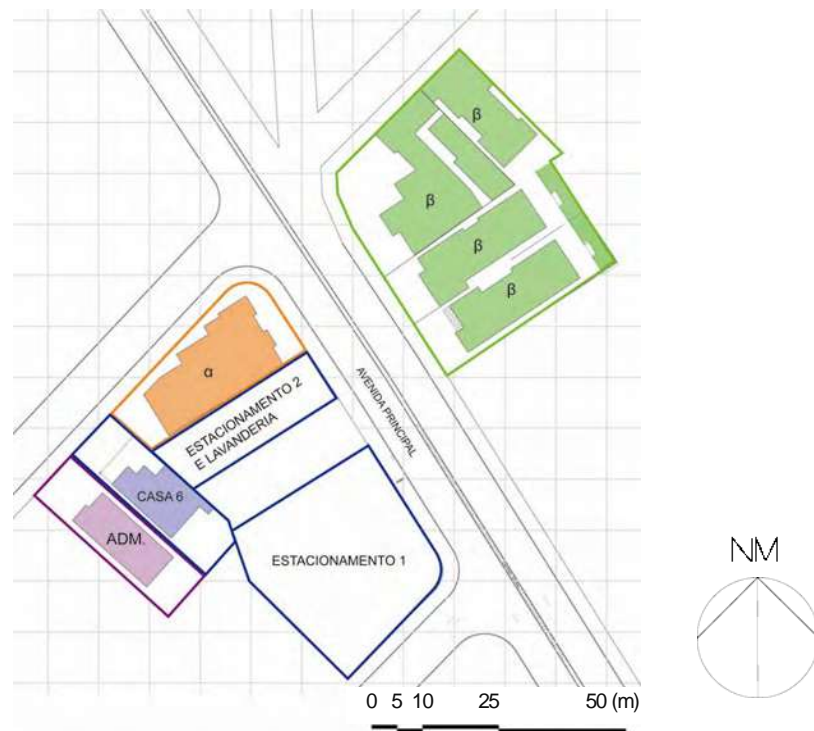 β
β
β
β
α
ESTACIONAMENTO 2
E LAVANDERIA
AVENIDA PRINCIPAL
CASA 6
ADM.
ESTACIONAMENTO 1
NM
0 5 10 25 50 (m)